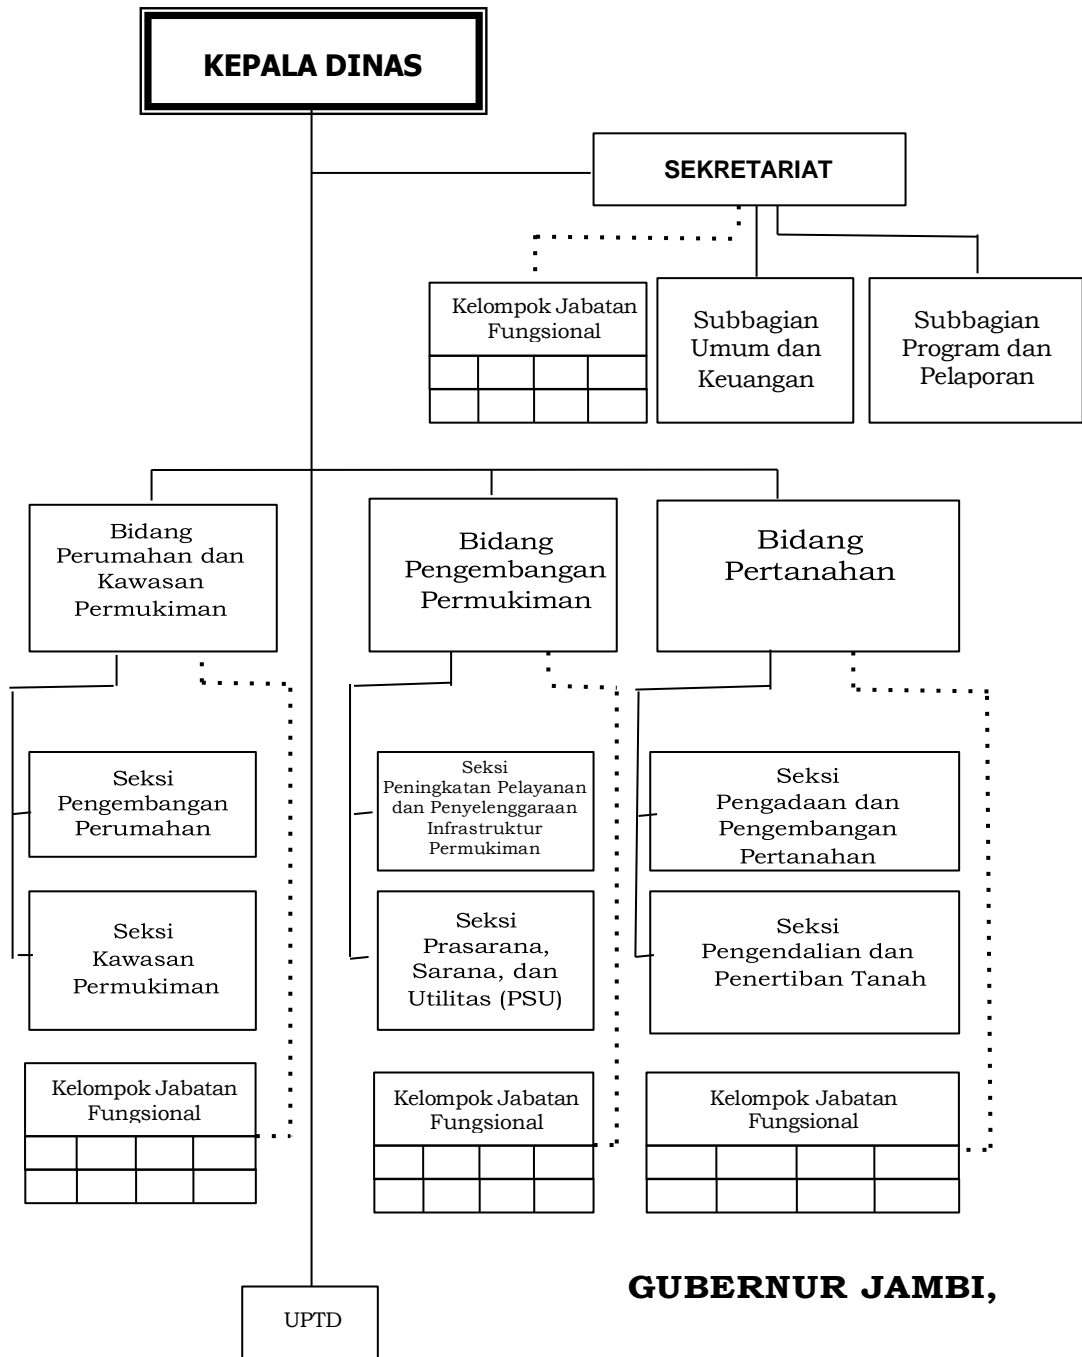 KEPALA DINAS
SEKRETARIAT
Kelompok Jabatan
Fungsional
Subbagian
Umum dan
Keuangan
Subbagian
Program dan
Pelaporan
Bidang
Perumahan dan
Kawasan
Permukiman
Bidang
Pengembangan
Permukiman
Bidang
Pertanahan
Seksi
Pengembangan
Perumahan
Seksi
Peningkatan Pelayanan
dan Penyelenggaraan
Infrastruktur
Permukiman
Seksi
Pengadaan dan
Pengembangan
Pertanahan
Seksi
Kawasan
Permukiman
Seksi
Prasarana,
Sarana, dan
Utilitas (PSU)
Seksi
Pengendalian dan
Penertiban Tanah
Kelompok Jabatan
Fungsional
Kelompok Jabatan
Fungsional
Kelompok Jabatan
Fungsional
GUBERNUR JAMBI,
UPTD